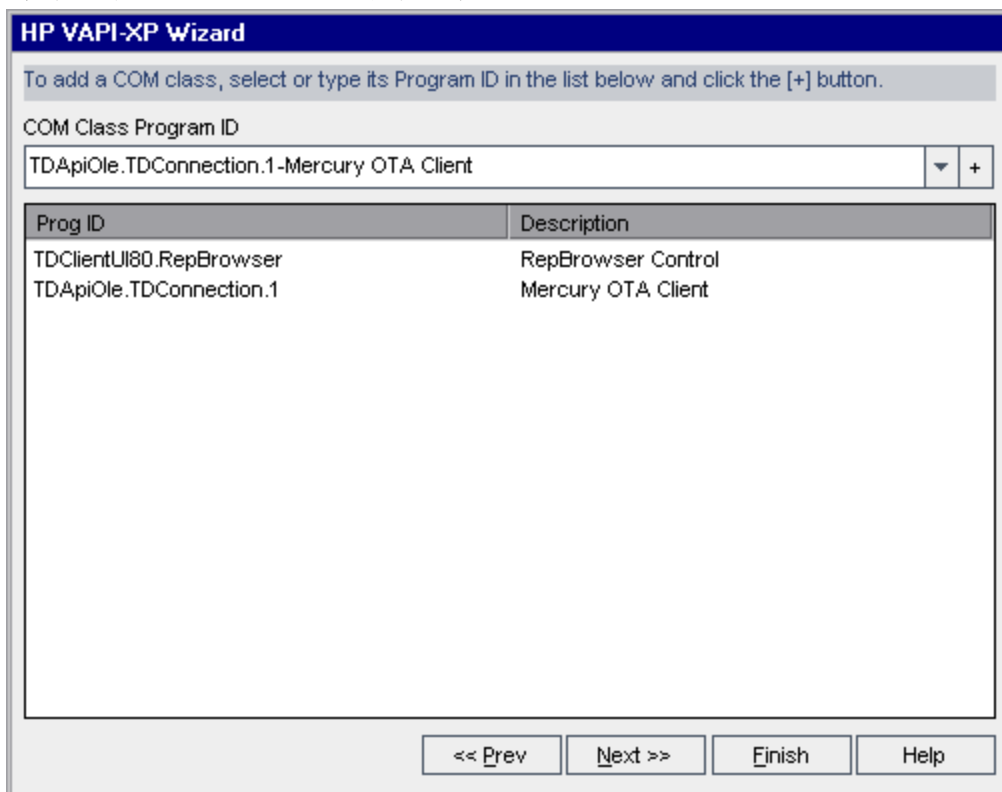 HP VAPI-XP Wizard
To add a COM class, select or type its Program ID in the list below and click the [+] button.
COM Class Program ID
TDApiOle.TDConnection.1-Mercury OTA Client +
Prog ID Description
TDClientUI80.RepBrowser RepBrowser Control
TDApiOle.TDConnection.1 Mercury OTA Client
<< Prev Next >> Finish Help